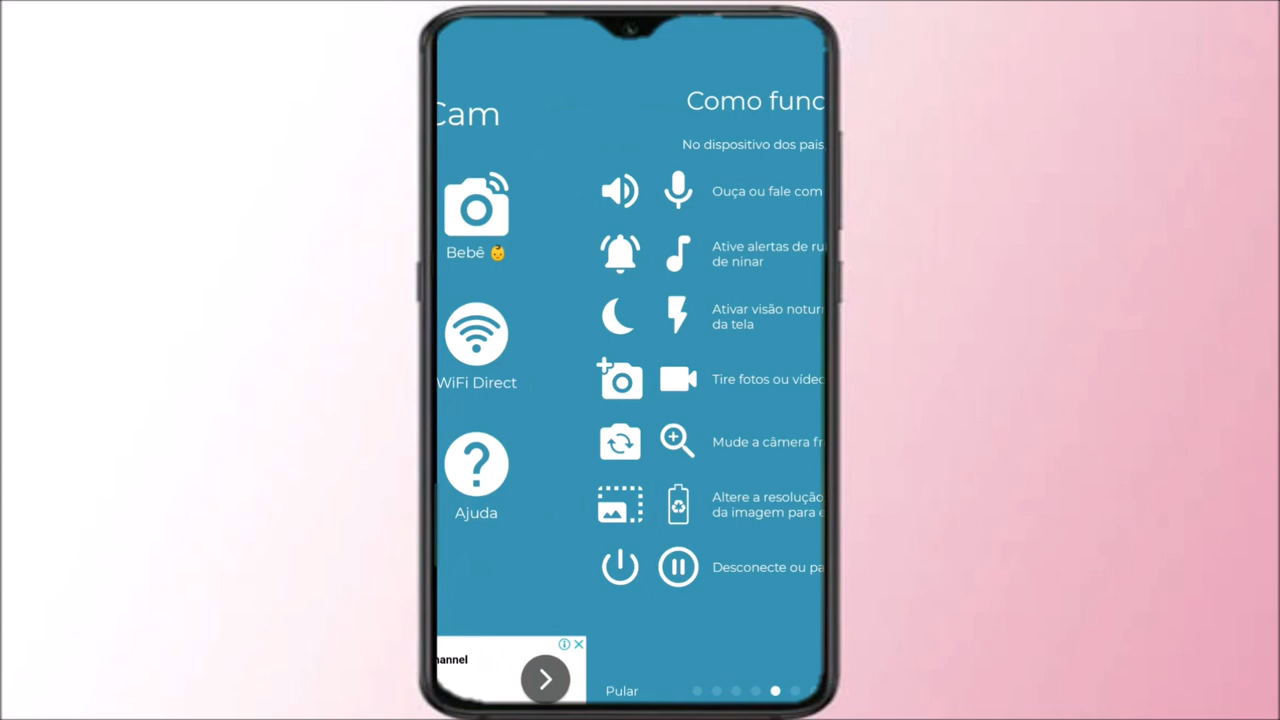 Cam
Bebê
WiFi Direct
Ajuda
Como func
No dispositivo dos pais
Ouça ou fale com
Ative alertas de ru
de ninar
Ativar visão notur
da tela
Tire fotos ou vídeo
Mude a câmera fr
Altere a resolução
da imagem para e
Desconecte ou pa
hannel
Pular